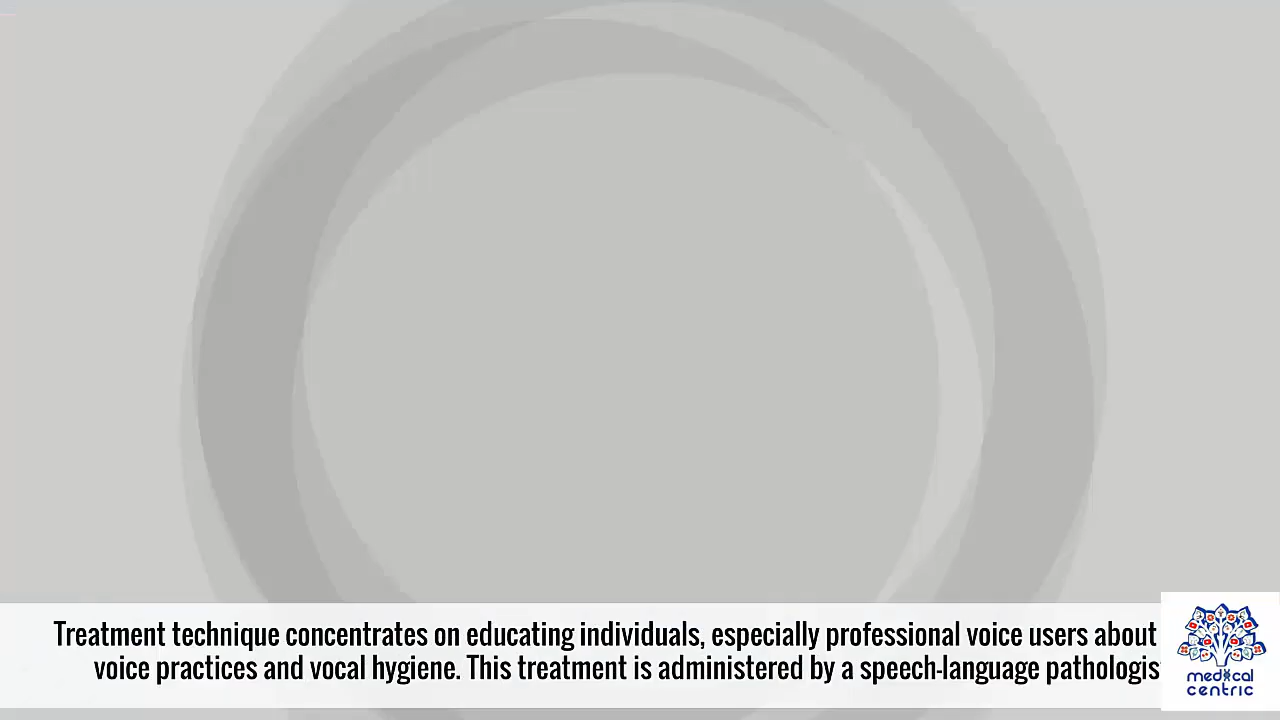 Treatment technique concentrates on educating individuals, especially professional voice users about
voice practices and vocal hygiene. This treatment is administered by a speech-language pathologis
medical
centric